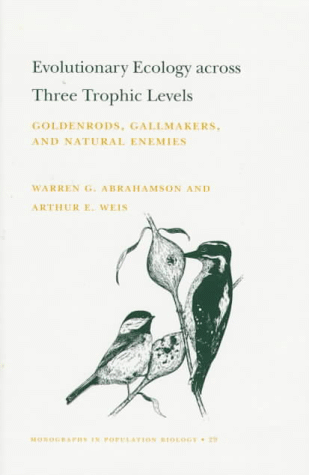 Evolutionary Ecology across
Three Trophic Levels
GOLDENRODS, GALLMAKERS,
AND NATURAL ENEMIES
WARREN G. ABRAHAMSON AND
ARTHUR E. WEIS
MONOGRAPHS IN POPULATION BIOLOGY • 29